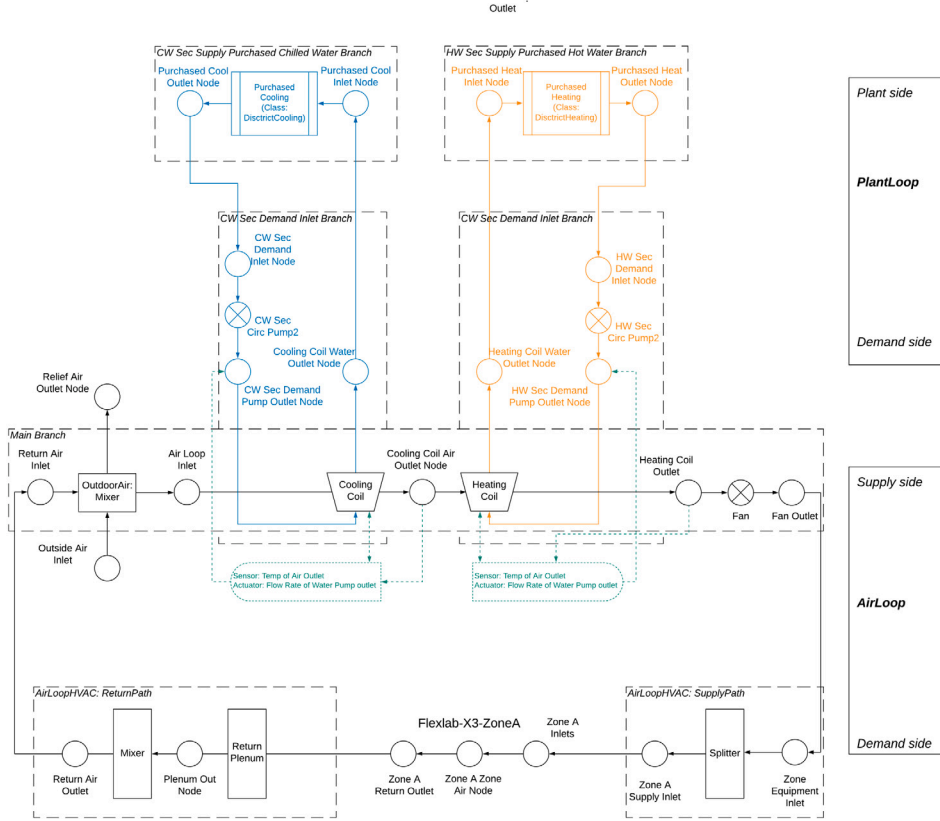 Outlet
CW Sec Supply Purchased Chilled Water Branch
Purchased Cool
Outlet Node
Purchased
Cooling
(Class:
DisctrictCooling)
Purchased Cool
Inlet Node
HW Sec Supply Purchased Hot Water Branch
Purchased Heat
Inlet Node
Purchased
Heating
(Class:
DisctrictHeating)
Purchased Heat
Outlet Node
Plant side
PlantLoop
Demand side
CW Sec Demand Inlet Branch
CW Sec
Demand
Inlet Node
CW Sec
Circ Pump2
Cooling Coil Water
Outlet Node
CW Sec Demand
Pump Outlet Node
CW Sec Demand Inlet Branch
HW Sec
Demand
Inlet Node
HW Sec
Circ Pump2
Heating Coil Water
Outlet Node
HW Sec Demand
Pump Outlet Node
Relief Air
Outlet Node
Main Branch
Return Air
Inlet
OutdoorAir:
Mixer
Air Loop
Inlet
Cooling
Coil
Cooling Coil Air
Outlet Node
Heating
Coil
Heating Coil
Outlet
Fan
Fan Outlet
Outside Air
Inlet
Sensor: Temp of Air Outlet
Actuator: Flow Rate of Water Pump outlet
Sensor: Temp of Air Outlet
Actuator: Flow Rate of Water Pump outlet
Supply side
AirLoop
Demand side
AirLoopHVAC: ReturnPath
Return Air
Outlet
Mixer
Plenum Out
Node
Return
Plenum
Flexlab-X3-ZoneA
Zone A
Return Outlet
Zone A Zone
Air Node
Zone A
Inlets
AirLoopHVAC: SupplyPath
Zone A
Supply Inlet
Splitter
Zone
Equipment
Inlet